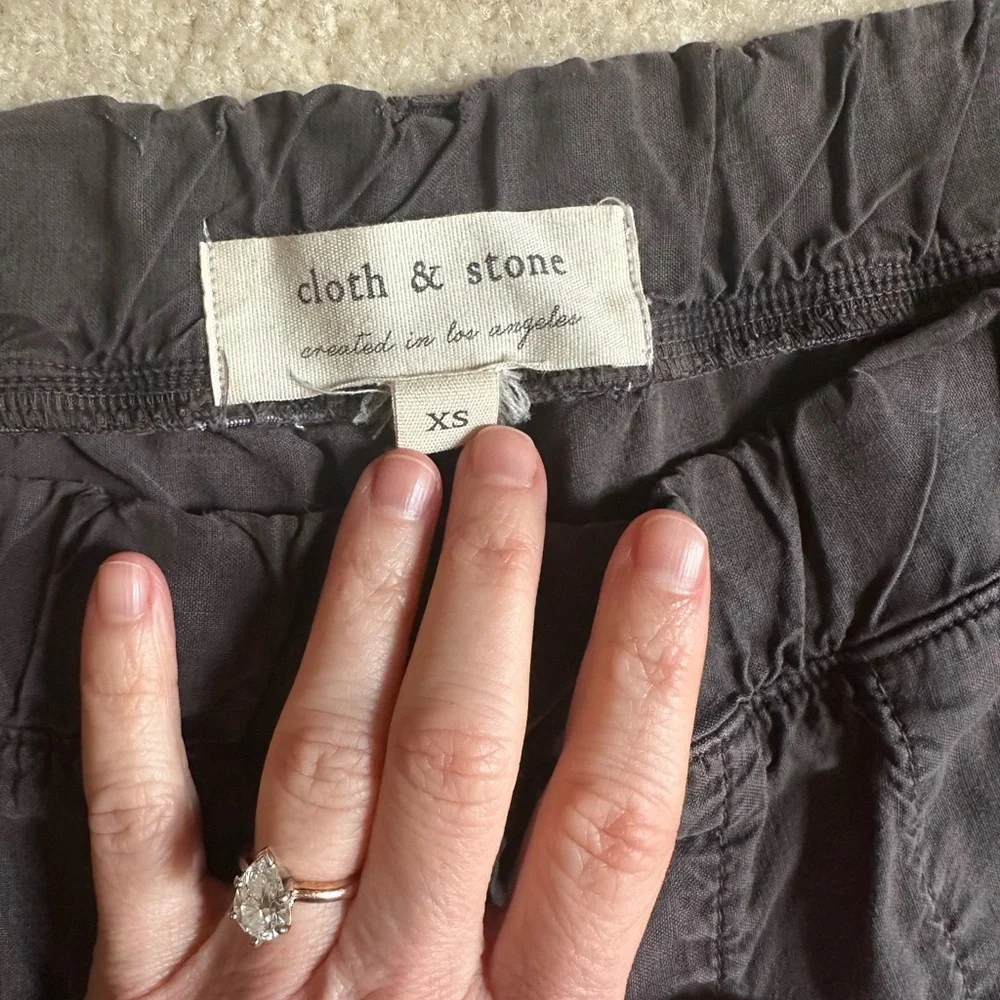 cloth & stone
created in los angeles
XS